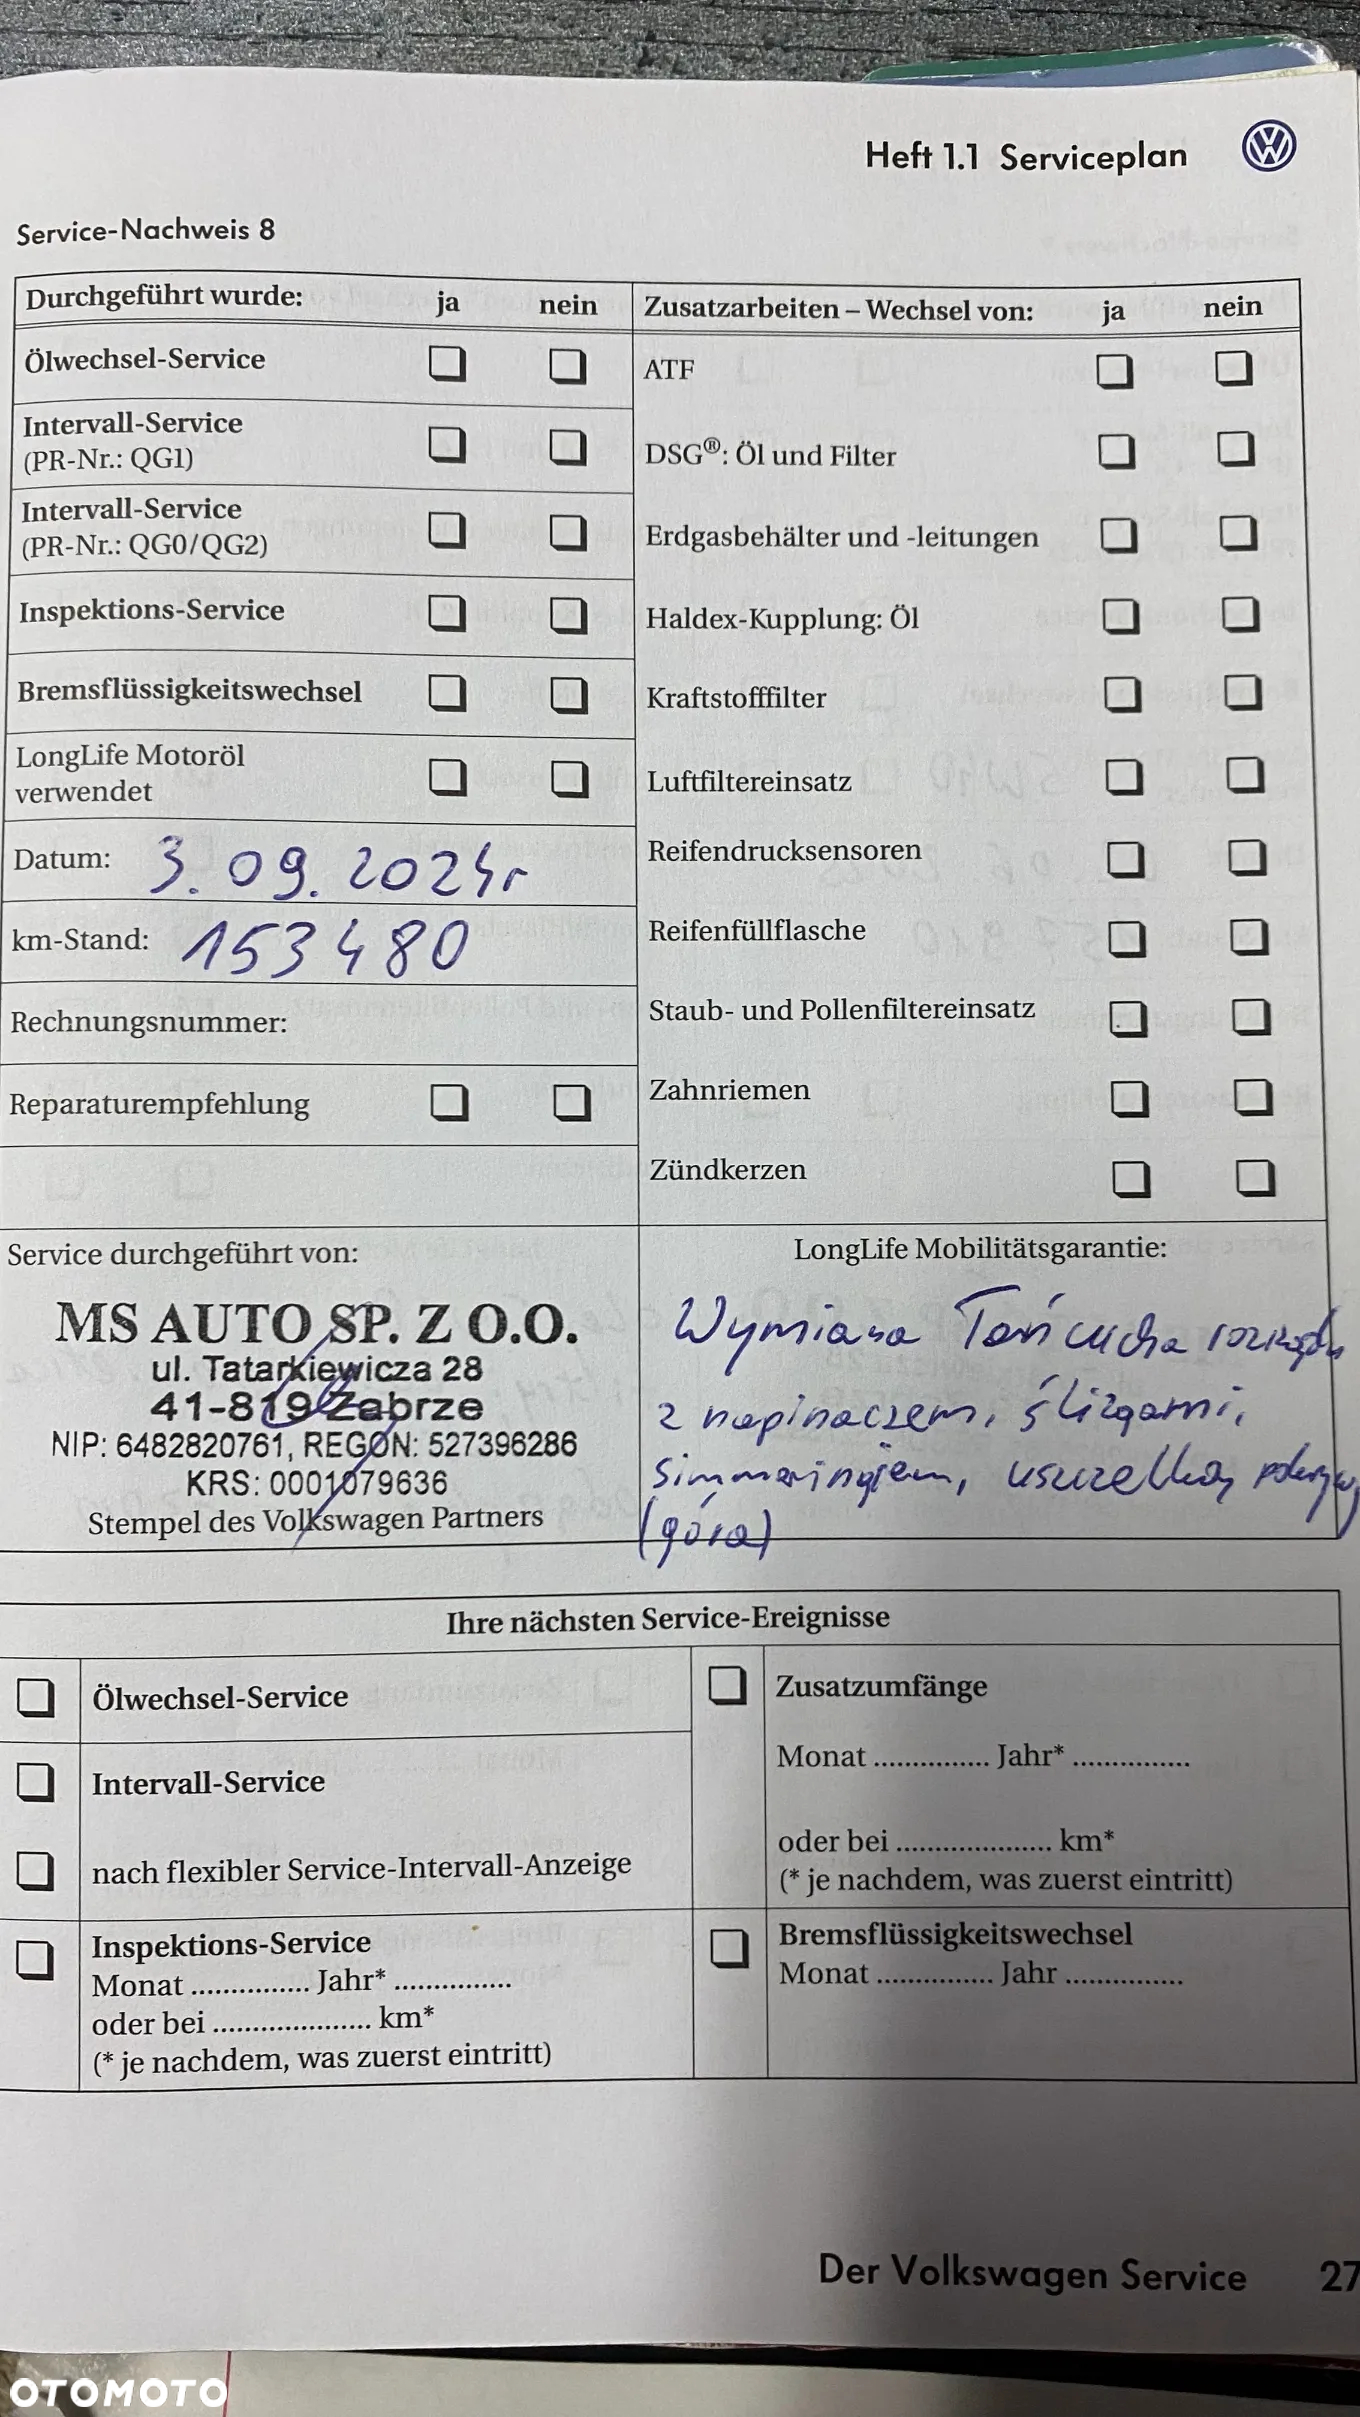 Heft 1.1 Serviceplan
Service-Nachweis 8
Durchgeführt wurde: ja nein
Ölwechsel-Service
Intervall-Service
(PR-Nr.: QG1)
Intervall-Service
(PR-Nr.: QG0/QG2)
Inspektions-Service
Bremsflüssigkeitswechsel
LongLife Motoröl
verwendet
Datum: 3.09.2024r
km-Stand: 153480
Rechnungsnummer:
Reparaturempfehlung
Zusatzarbeiten – Wechsel von: ja nein
ATF
DSG®: Öl und Filter
Erdgasbehälter und -leitungen
Haldex-Kupplung: Öl
Kraftstofffilter
Luftfiltereinsatz
Reifendrucksensoren
Reifenfüllflasche
Staub- und Pollenfiltereinsatz
Zahnriemen
Zündkerzen
Service durchgeführt von:
MS AUTO SP. Z O.O.
ul. Tatarkiewicza 28
41-819 Zabrze
NIP: 6482820761, REGON: 527396286
KRS: 0001079636
Stempel des Volkswagen Partners
LongLife Mobilitätsgarantie:
Wymiana Łańcucha rozrządu
z napinaczem, ślizgami,
simmeringiem, uszczelką pokrywy
(góra)
Ihre nächsten Service-Ereignisse
Ölwechsel-Service
Intervall-Service
nach flexibler Service-Intervall-Anzeige
Inspektions-Service
Monat ............... Jahr* ...............
oder bei .................... km*
(* je nachdem, was zuerst eintritt)
Zusatzumfänge
Monat ............... Jahr* ...............
oder bei .................... km*
(* je nachdem, was zuerst eintritt)
Bremsflüssigkeitswechsel
Monat ............... Jahr ...............
Der Volkswagen Service 27
OTOMOTO